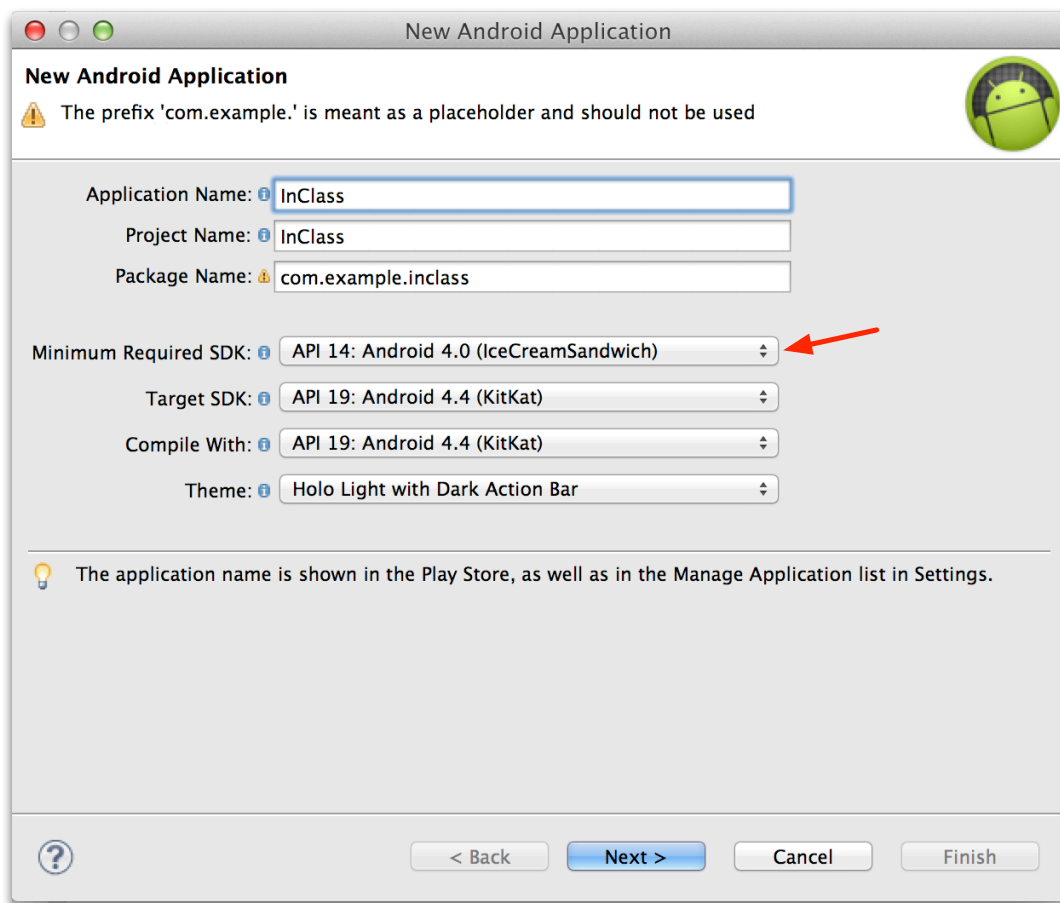 New Android Application
New Android Application
The prefix 'com.example.' is meant as a placeholder and should not be used
Application Name: InClass
Project Name: InClass
Package Name: com.example.inclass
Minimum Required SDK: API 14: Android 4.0 (IceCreamSandwich)
Target SDK: API 19: Android 4.4 (KitKat)
Compile With: API 19: Android 4.4 (KitKat)
Theme: Holo Light with Dark Action Bar
The application name is shown in the Play Store, as well as in the Manage Application list in Settings.
? < Back Next > Cancel Finish